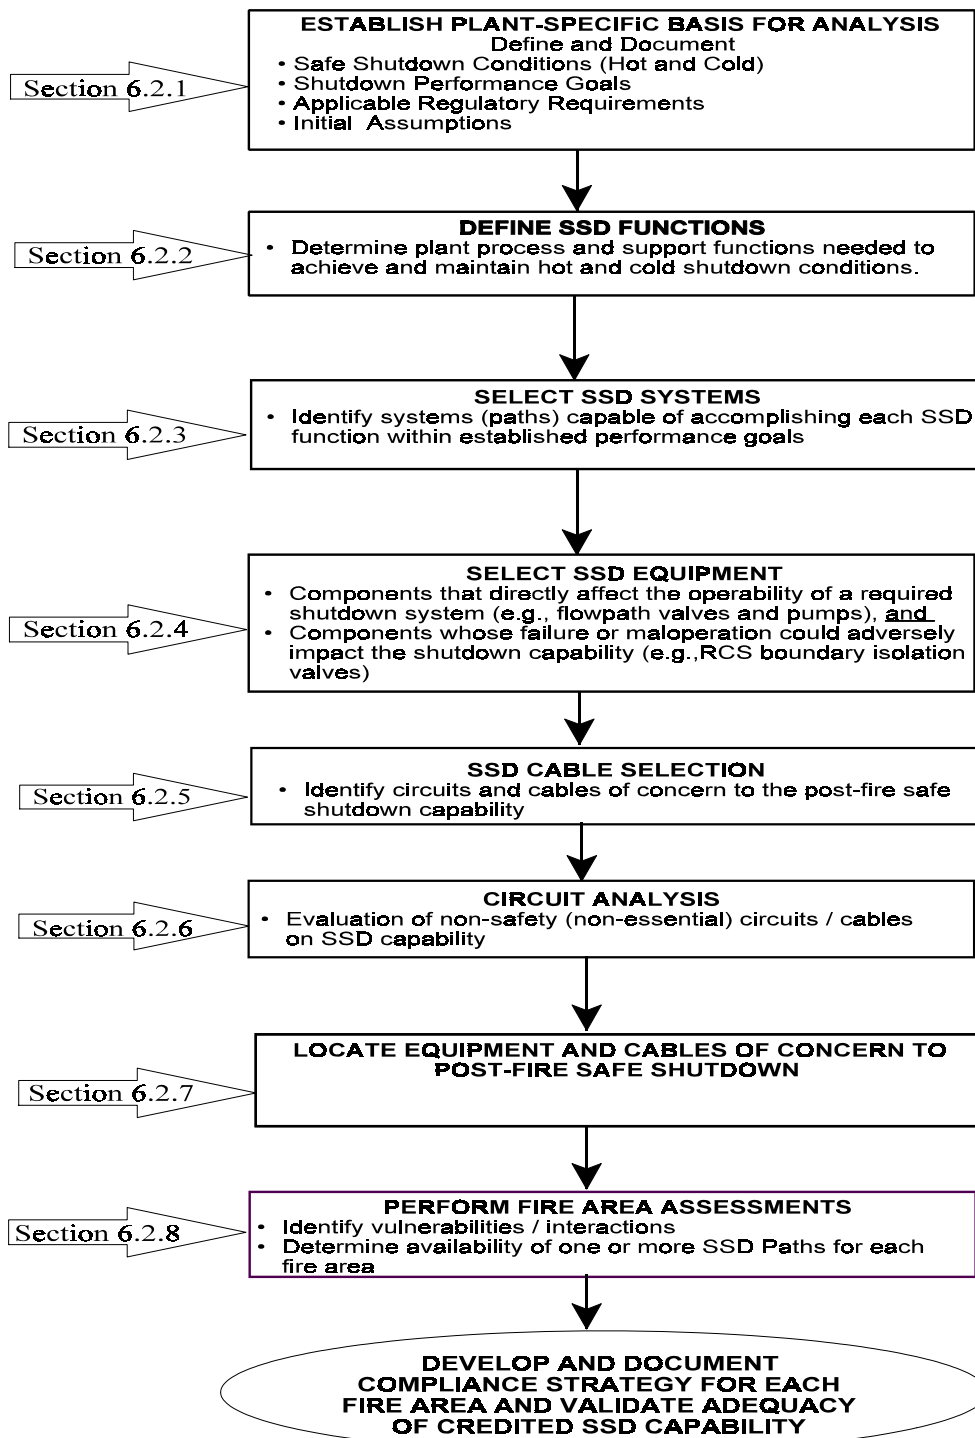 ESTABLISH PLANT-SPECIFiC BASIS FOR ANALYSIS
Define and Document
• Safe Shutdown Conditions (Hot and Cold)
• Shutdown Performance Goals
• Applicable Regulatory Requirements
• Initial Assumptions
Section 6.2.1
DEFINE SSD FUNCTIONS
• Determine plant process and support functions needed to
achieve and maintain hot and cold shutdown conditions.
Section 6.2.2
SELECT SSD SYSTEMS
• Identify systems (paths) capable of accomplishing each SSD
function within established performance goals
Section 6.2.3
SELECT SSD EQUIPMENT
• Components that directly affect the operability of a required
shutdown system (e.g., flowpath valves and pumps), and
• Components whose failure or maloperation could adversely
impact the shutdown capability (e.g.,RCS boundary isolation
valves)
Section 6.2.4
SSD CABLE SELECTION
• Identify circuits and cables of concern to the post-fire safe
shutdown capability
Section 6.2.5
CIRCUIT ANALYSIS
• Evaluation of non-safety (non-essential) circuits / cables
on SSD capability
Section 6.2.6
LOCATE EQUIPMENT AND CABLES OF CONCERN TO
POST-FIRE SAFE SHUTDOWN
Section 6.2.7
PERFORM FIRE AREA ASSESSMENTS
• Identify vulnerabilities / interactions
• Determine availability of one or more SSD Paths for each
fire area
Section 6.2.8
DEVELOP AND DOCUMENT
COMPLIANCE STRATEGY FOR EACH
FIRE AREA AND VALIDATE ADEQUACY
OF CREDITED SSD CAPABILITY